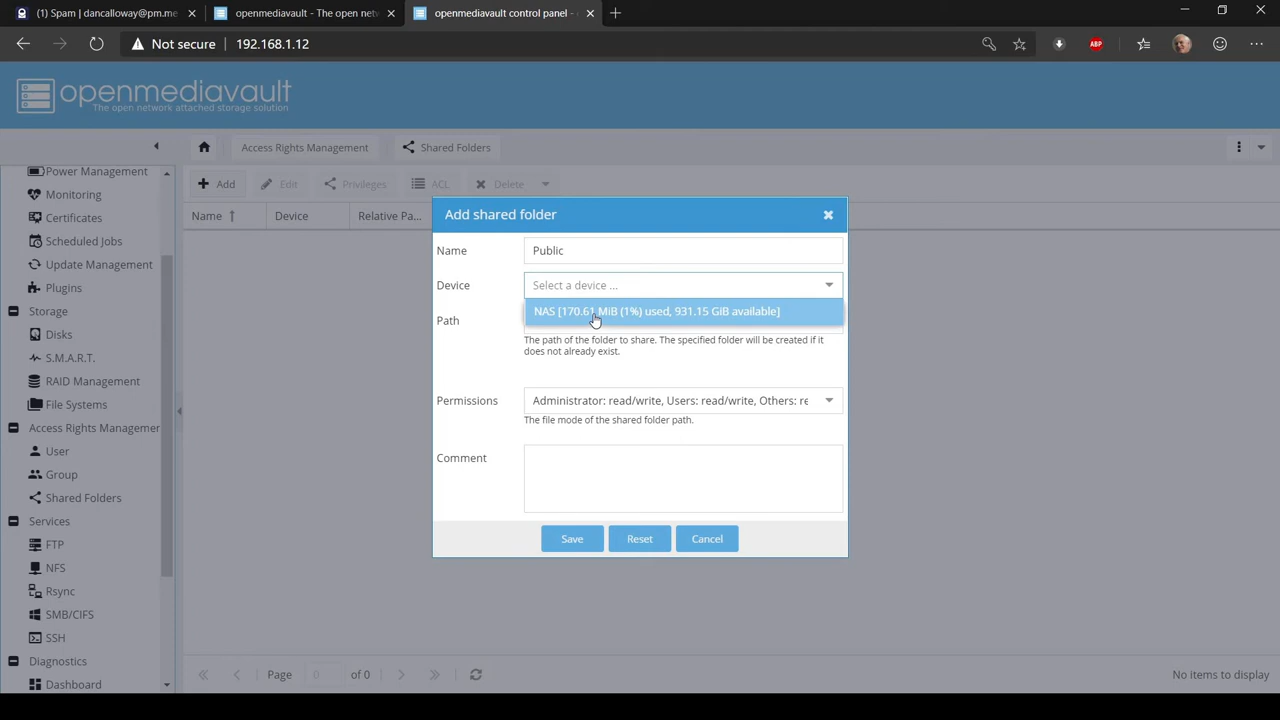 Spam | dancalloway@pm.me
openmediavault - The open netw
openmediavault control panel -
Not secure
192.168.1.12
ABP
openmediavault
The open network attached storage solution
Access Rights Management
Shared Folders
Power Management
Monitoring
Certificates
Scheduled Jobs
Update Management
Plugins
Storage
Disks
S.M.A.R.T.
RAID Management
File Systems
Access Rights Managemen
User
Group
Shared Folders
Services
FTP
NFS
Rsync
SMB/CIFS
SSH
Diagnostics
Dashboard
Add
Edit
Privileges
ACL
Delete
Name
Device
Relative Pa...
Add shared folder
Name
Public
Device
Select a device ...
NAS [170.61 MiB (1%) used, 931.15 GiB available]
Path
The path of the folder to share. The specified folder will be created if it
does not already exist.
Permissions
Administrator: read/write, Users: read/write, Others: re
The file mode of the shared folder path.
Comment
Save
Reset
Cancel
Page
0
of 0
No items to display